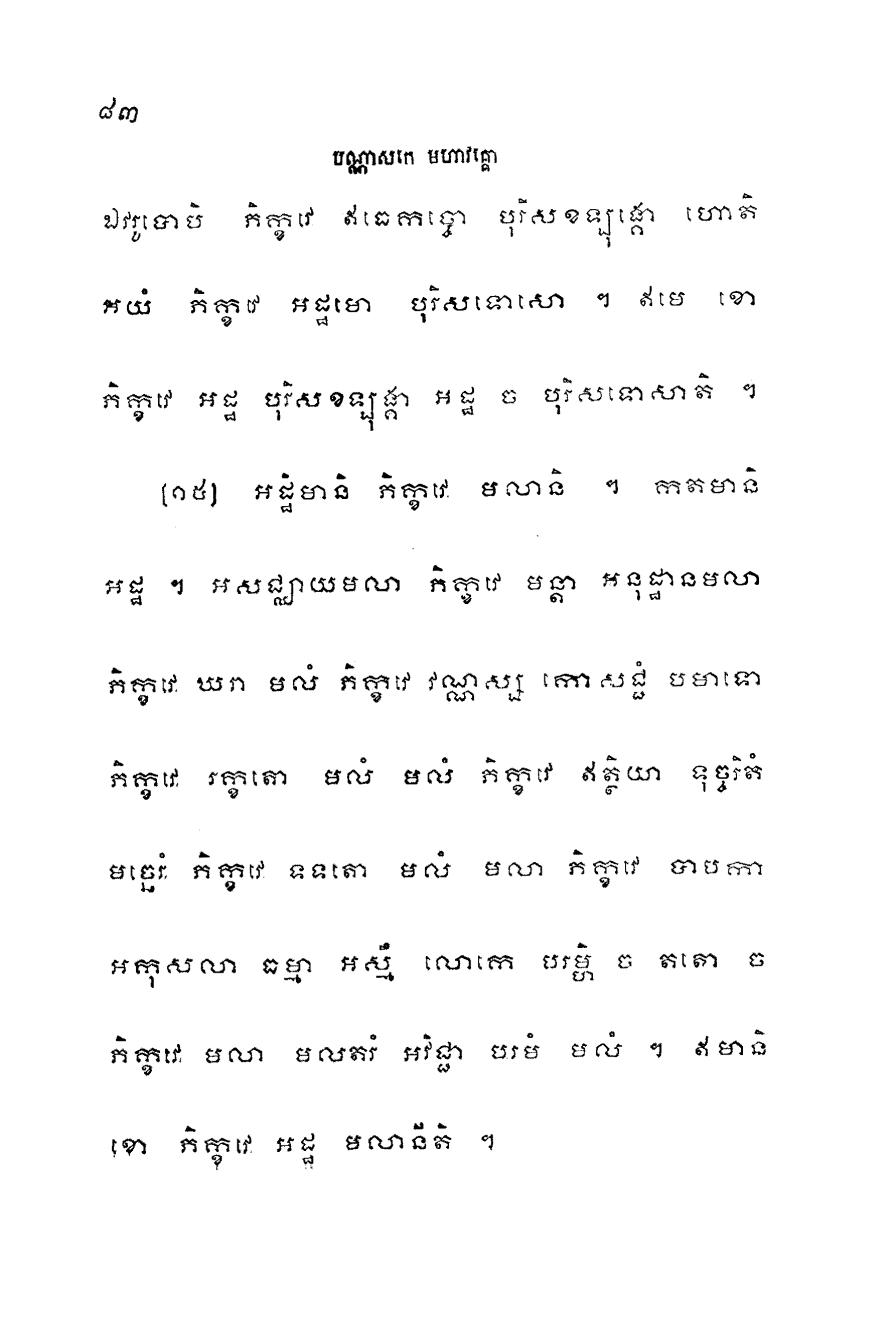 ៨៣
បណ្ណាសកេ មហាវគ្គោ
ឯវរូបោបិ ភិក្ខវេ ឥធេកច្ចោ បុរិសខឡុង្កោ ហោតិ
អយំ ភិក្ខវេ អដ្ឋមោ បុរិសទោសោ ។ ឥមេ ខោ
ភិក្ខវេ អដ្ឋ បុរិសខឡុង្កា អដ្ឋ ច បុរិសទោសាតិ ។
[១៥] អដ្ឋិមានិ ភិក្ខវេ មលានិ ។ កតមានិ
អដ្ឋ ។ អសជ្ឈាយមលា ភិក្ខវេ មន្តា អនុដ្ឋានមលា
ភិក្ខវេ ឃរា មលំ ភិក្ខវេ វណ្ណស្ស កោសជ្ជំ បមាទោ
ភិក្ខវេ រក្ខតោ មលំ មលំ ភិក្ខវេ ឥត្ថិយា ទុច្ចរិតំ
មច្ឆេរំ ភិក្ខវេ ទទតោ មលំ មលា ភិក្ខវេ បាបកា
អកុសលា ធម្មា អស្មឹ លោកេ បរម្ហិ ច តតោ ច
ភិក្ខវេ មលា មលតរំ អវិជ្ជា បរមំ មលំ ។ ឥមានិ
ខោ ភិក្ខវេ អដ្ឋ មលានីតិ ។